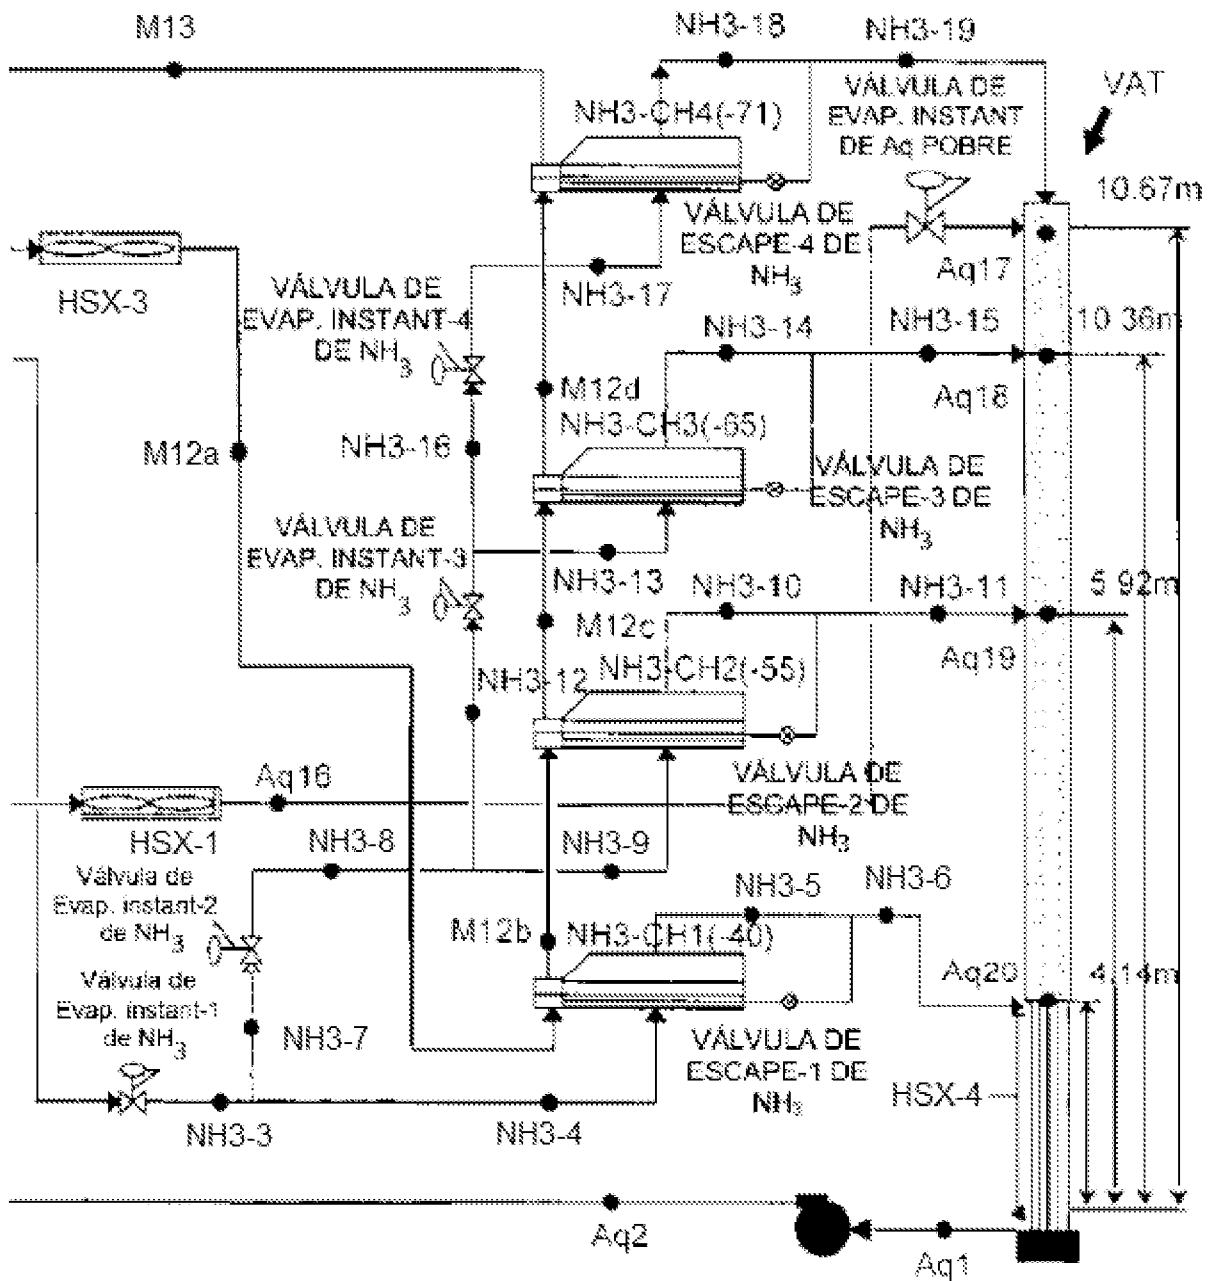 M13
NH3-18
NH3-19
VÁLVULA DE
EVAP. INSTANT
DE Aq POBRE
VAT
NH3-CH4(-71)
10.67m
VÁLVULA DE
ESCAPE-4 DE
NH3
Aq17
HSX-3
VÁLVULA DE
EVAP. INSTANT-4
DE NH3
NH3-17
NH3-14
NH3-15
10.36m
M12d
Aq18
NH3-CH3(-65)
M12a
NH3-16
VÁLVULA DE
ESCAPE-3 DE
NH3
VÁLVULA DE
EVAP. INSTANT-3
DE NH3
NH3-13
NH3-10
NH3-11
5.92m
M12c
Aq19
NH3-12
NH3-CH2(-55)
Aq16
VÁLVULA DE
ESCAPE-2 DE
NH3
HSX-1
NH3-8
NH3-9
Válvula de
Evap. instant-2
de NH3
NH3-5
NH3-6
M12b
NH3-CH1(-40)
Aq20
4.14m
Válvula de
Evap. instant-1
de NH3
NH3-7
VÁLVULA DE
ESCAPE-1 DE
NH3
HSX-4
NH3-3
NH3-4
Aq2
Aq1